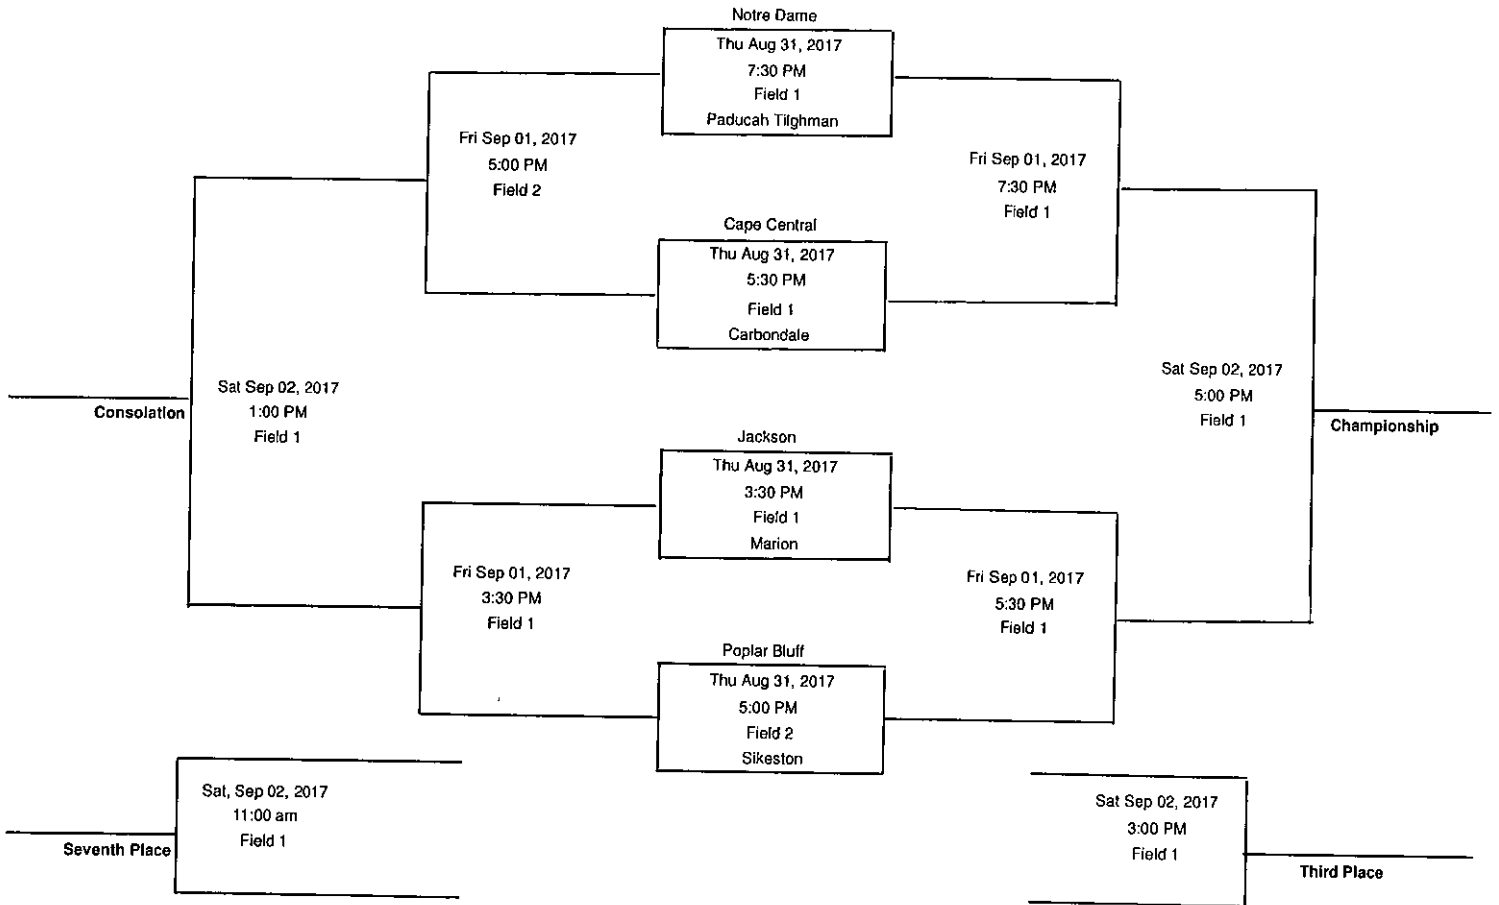 Notre Dame
Thu Aug 31, 2017
7:30 PM
Field 1
Paducah Tilghman
Fri Sep 01, 2017
5:00 PM
Field 2
Fri Sep 01, 2017
7:30 PM
Field 1
Cape Central
Thu Aug 31, 2017
5:30 PM
Field 1
Carbondale
Sat Sep 02, 2017
1:00 PM
Field 1
Consolation
Sat Sep 02, 2017
5:00 PM
Field 1
Championship
Jackson
Thu Aug 31, 2017
3:30 PM
Field 1
Marion
Fri Sep 01, 2017
3:30 PM
Field 1
Fri Sep 01, 2017
5:30 PM
Field 1
Poplar Bluff
Thu Aug 31, 2017
5:00 PM
Field 2
Sikeston
Sat, Sep 02, 2017
11:00 am
Field 1
Seventh Place
Sat Sep 02, 2017
3:00 PM
Field 1
Third Place